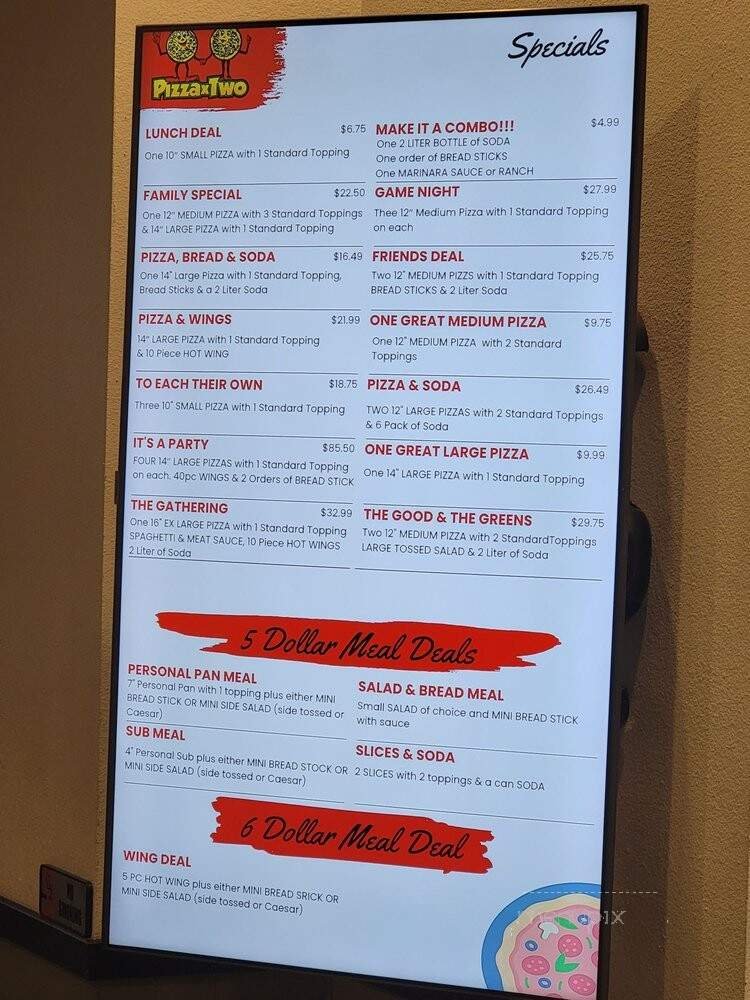 PizzaxTwo
Specials
LUNCH DEAL $6.75
One 10" SMALL PIZZA with 1 Standard Topping
FAMILY SPECIAL $22.50
One 12" MEDIUM PIZZA with 3 Standard Toppings
& 14" LARGE PIZZA with 1 Standard Topping
PIZZA, BREAD & SODA $16.49
One 14" Large Pizza with 1 Standard Topping,
Bread Sticks & a 2 Liter Soda
PIZZA & WINGS $21.99
14" LARGE PIZZA with 1 Standard Topping
& 10 Piece HOT WING
TO EACH THEIR OWN $18.75
Three 10" SMALL PIZZA with 1 Standard Topping
IT'S A PARTY $85.50
FOUR 14" LARGE PIZZAS with 1 Standard Topping
on each. 40pc WINGS & 2 Orders of BREAD STICK
THE GATHERING $32.99
One 16" EX LARGE PIZZA with 1 Standard Topping
SPAGHETTI & MEAT SAUCE, 10 Piece HOT WINGS
2 Liter of Soda
MAKE IT A COMBO!!! $4.99
One 2 LITER BOTTLE of SODA
One order of BREAD STICKS
One MARINARA SAUCE or RANCH
GAME NIGHT $27.99
Thee 12" Medium Pizza with 1 Standard Topping
on each
FRIENDS DEAL $25.75
Two 12" MEDIUM PIZZS with 1 Standard Topping
BREAD STICKS & 2 Liter Soda
ONE GREAT MEDIUM PIZZA $9.75
One 12" MEDIUM PIZZA with 2 Standard
Toppings
PIZZA & SODA $26.49
TWO 12" LARGE PIZZAS with 2 Standard Toppings
& 6 Pack of Soda
ONE GREAT LARGE PIZZA $9.99
One 14" LARGE PIZZA with 1 Standard Topping
THE GOOD & THE GREENS $29.75
Two 12" MEDIUM PIZZA with 2 StandardToppings
LARGE TOSSED SALAD & 2 Liter of Soda
5 Dollar Meal Deals
PERSONAL PAN MEAL
7" Personal Pan with 1 topping plus either MINI
BREAD STICK OR MINI SIDE SALAD (side tossed or
Caesar)
SUB MEAL
4" Personal Sub plus either MINI BREAD STOCK OR
MINI SIDE SALAD (side tossed or Caesar)
SALAD & BREAD MEAL
Small SALAD of choice and MINI BREAD STICK
with sauce
SLICES & SODA
2 SLICES with 2 toppings & a can SODA
6 Dollar Meal Deal
WING DEAL
5 PC HOT WING plus either MINI BREAD SRICK OR
MINI SIDE SALAD (side tossed or Caesar)